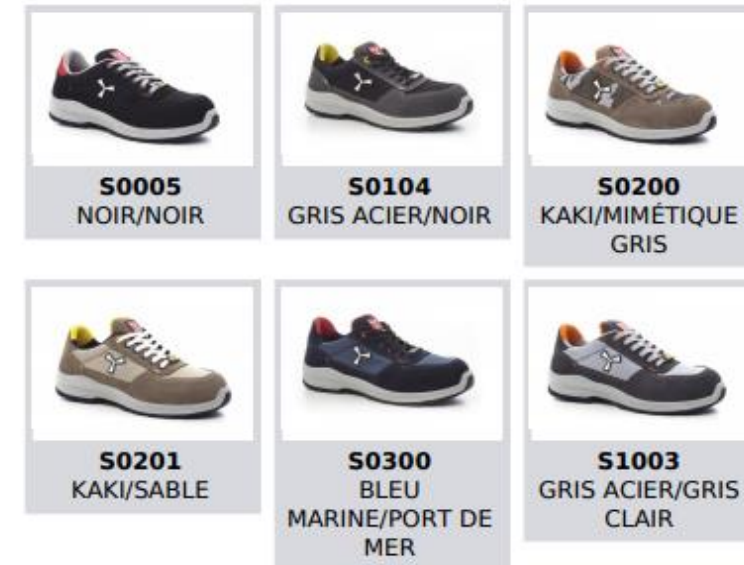 S0005
NOIR/NOIR
S0104
GRIS ACIER/NOIR
S0200
KAKI/MIMÉTIQUE
GRIS
S0201
KAKI/SABLE
S0300
BLEU
MARINE/PORT DE
MER
S1003
GRIS ACIER/GRIS
CLAIR